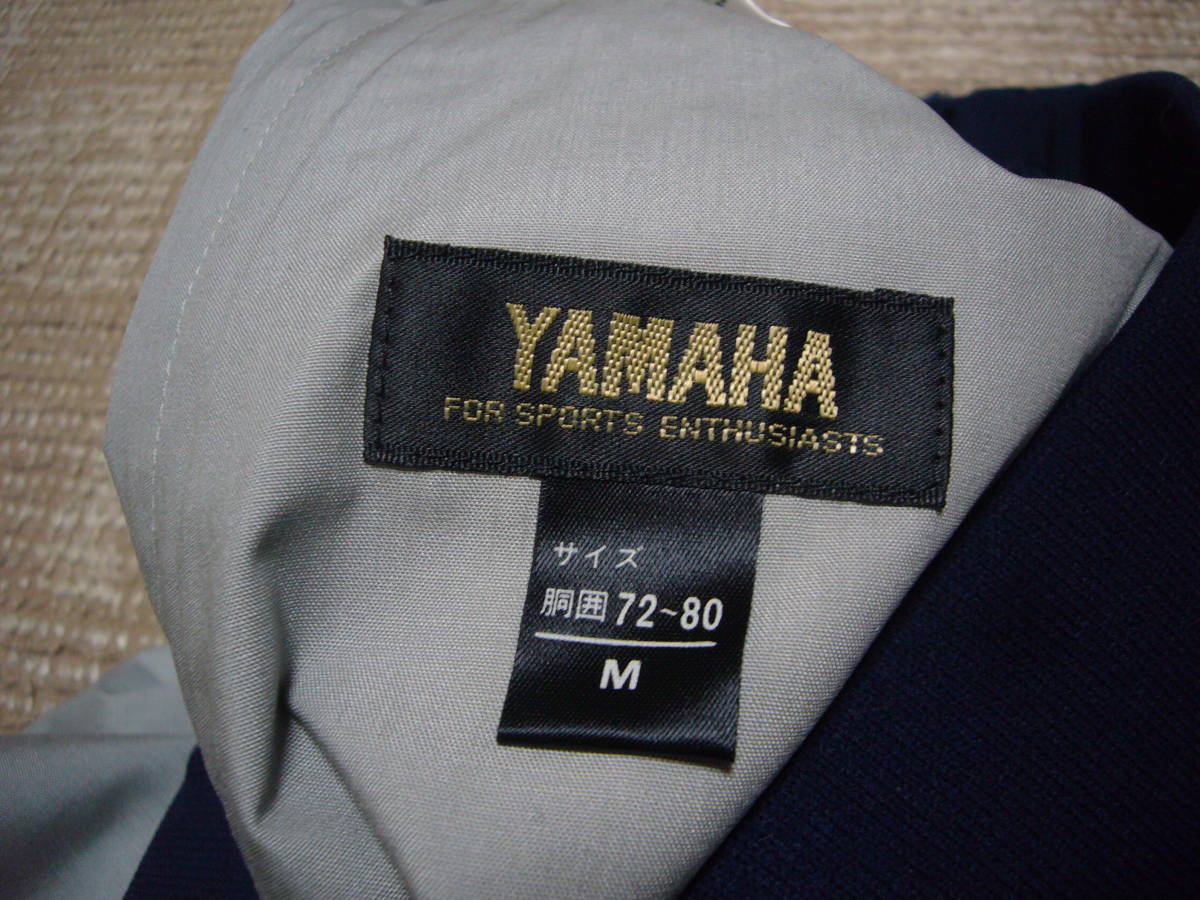 YAMAHA
FOR SPORTS ENTHUSIASTS
サイズ
胴囲 72~80
M